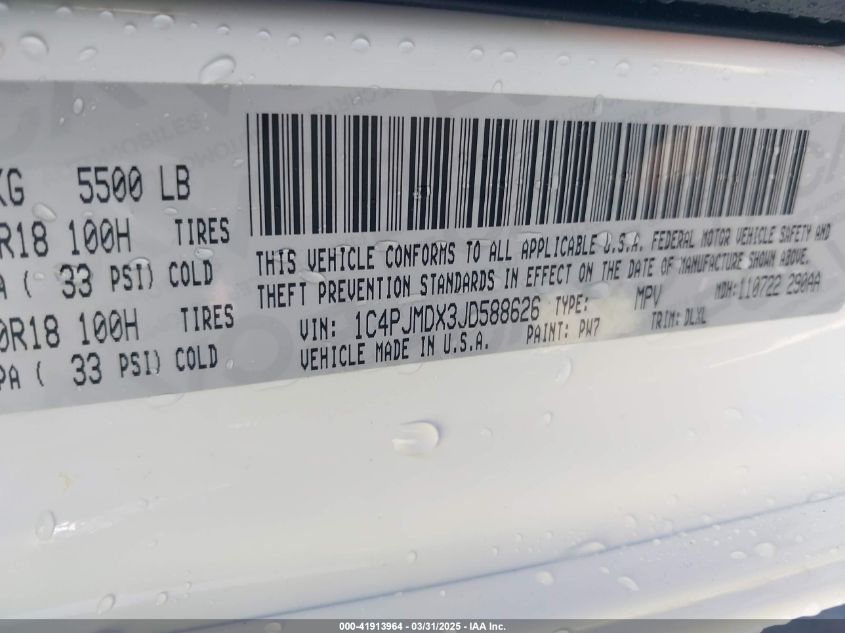 KG 5500 LB
R18 100H TIRES
A ( 33 PSI) COLD
0R18 100H TIRES
PA ( 33 PSI) COLD
THIS VEHICLE CONFORMS TO ALL APPLICABLE U.S.A. FEDERAL MOTOR VEHICLE SAFETY AND
THEFT PREVENTION STANDARDS IN EFFECT ON THE DATE OF MANUFACTURE SHOWN ABOVE.
VIN: 1C4PJMDX3JD588626 TYPE: MPV MDH: 110722 290AA
VEHICLE MADE IN U.S.A. PAINT: PW7 TRIM: DLXL
000-41913964 - 03/31/2025 - IAA Inc.